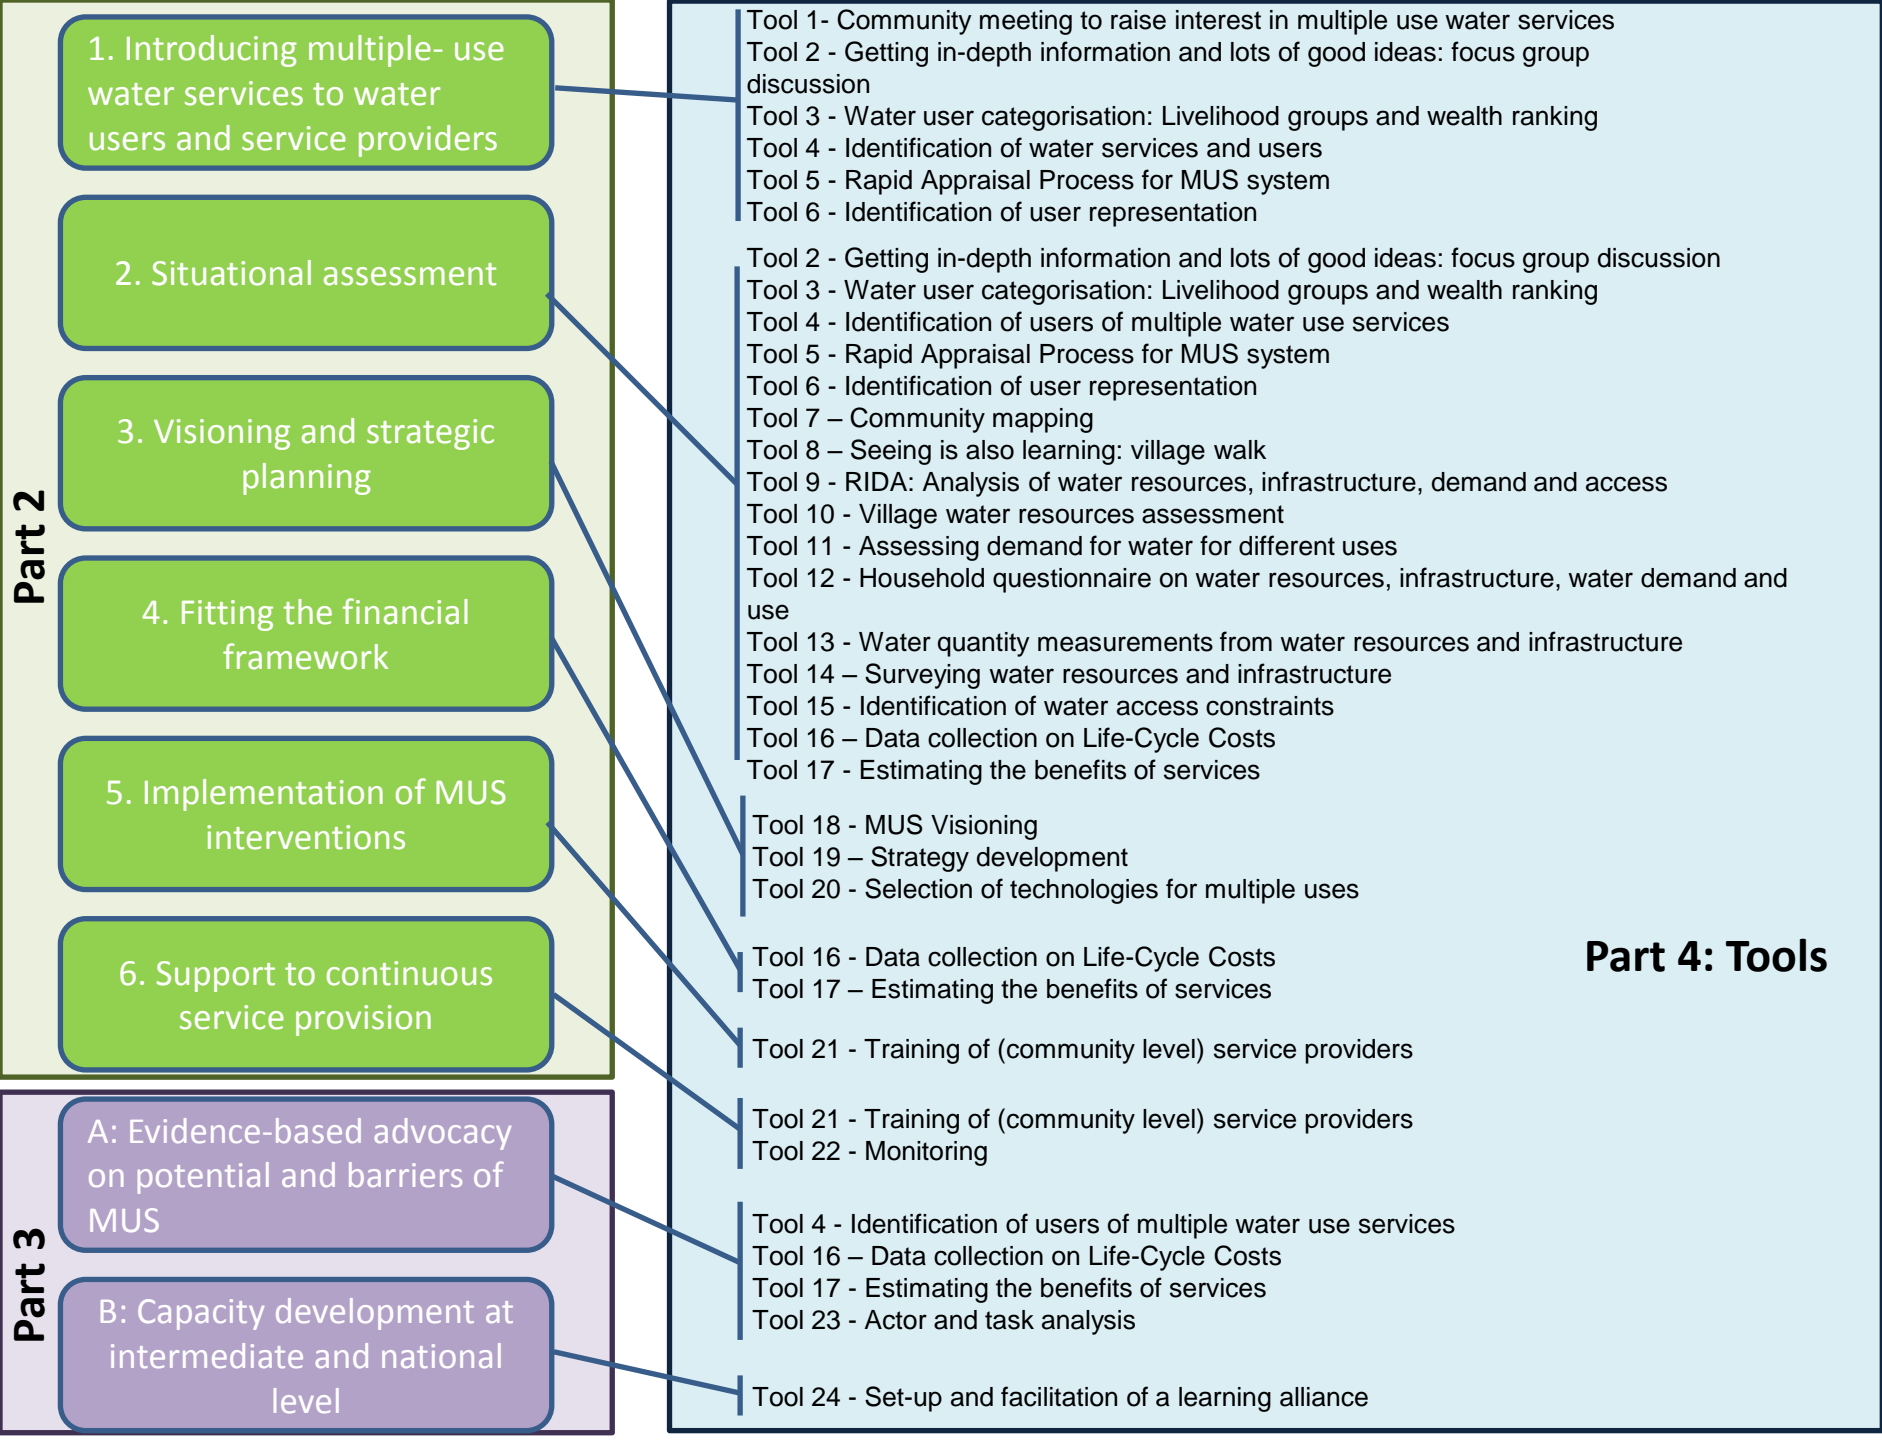 Part 2
1. Introducing multiple- use
water services to water
users and service providers
2. Situational assessment
3. Visioning and strategic
planning
4. Fitting the financial
framework
5. Implementation of MUS
interventions
6. Support to continuous
service provision
Part 3
A: Evidence-based advocacy
on potential and barriers of
MUS
B: Capacity development at
intermediate and national
level
Tool 1- Community meeting to raise interest in multiple use water services
Tool 2 - Getting in-depth information and lots of good ideas: focus group
discussion
Tool 3 - Water user categorisation: Livelihood groups and wealth ranking
Tool 4 - Identification of water services and users
Tool 5 - Rapid Appraisal Process for MUS system
Tool 6 - Identification of user representation
Tool 2 - Getting in-depth information and lots of good ideas: focus group discussion
Tool 3 - Water user categorisation: Livelihood groups and wealth ranking
Tool 4 - Identification of users of multiple water use services
Tool 5 - Rapid Appraisal Process for MUS system
Tool 6 - Identification of user representation
Tool 7 – Community mapping
Tool 8 – Seeing is also learning: village walk
Tool 9 - RIDA: Analysis of water resources, infrastructure, demand and access
Tool 10 - Village water resources assessment
Tool 11 - Assessing demand for water for different uses
Tool 12 - Household questionnaire on water resources, infrastructure, water demand and
use
Tool 13 - Water quantity measurements from water resources and infrastructure
Tool 14 – Surveying water resources and infrastructure
Tool 15 - Identification of water access constraints
Tool 16 – Data collection on Life-Cycle Costs
Tool 17 - Estimating the benefits of services
Tool 18 - MUS Visioning
Tool 19 – Strategy development
Tool 20 - Selection of technologies for multiple uses
Tool 16 - Data collection on Life-Cycle Costs
Tool 17 – Estimating the benefits of services
Part 4: Tools
Tool 21 - Training of (community level) service providers
Tool 21 - Training of (community level) service providers
Tool 22 - Monitoring
Tool 4 - Identification of users of multiple water use services
Tool 16 – Data collection on Life-Cycle Costs
Tool 17 - Estimating the benefits of services
Tool 23 - Actor and task analysis
Tool 24 - Set-up and facilitation of a learning alliance